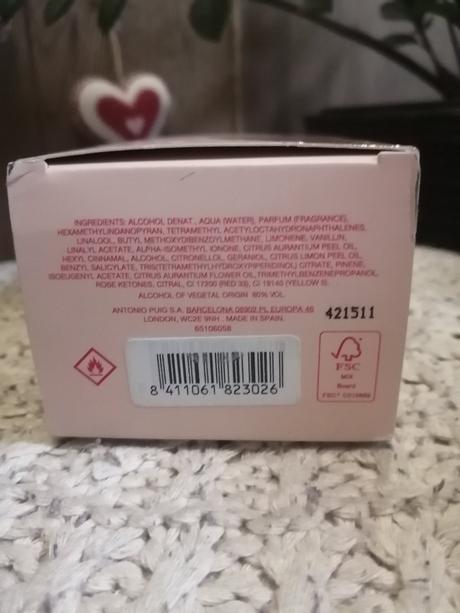 INGREDIENTS: ALCOHOL DENAT., AQUA (WATER), PARFUM (FRAGRANCE),
HEXAMETHYLINDANOPYRAN, TETRAMETHYL ACETYLOCTAHYDRONAPHTHALENES,
LINALOOL, BUTYL METHOXYDIBENZOYLMETHANE, LIMONENE, VANILLIN,
LINALYL ACETATE, ALPHA-ISOMETHYL IONONE, CITRUS AURANTIUM PEEL OIL,
HEXYL CINNAMAL, ALCOHOL, CITRONELLOL, GERANIOL, CITRUS LIMON PEEL OIL,
BENZYL SALICYLATE, TRIS(TETRAMETHYLHYDROXYPIPERIDINOL) CITRATE, PINENE,
ISOEUGENYL ACETATE, CITRUS AURANTIUM FLOWER OIL, TRIMETHYLBENZENEPROPANOL,
ROSE KETONES, CITRAL, CI 17200 (RED 33), CI 19140 (YELLOW 5).
ALCOHOL OF VEGETAL ORIGIN 80% VOL.
ANTONIO PUIG S.A. BARCELONA 08902 PL EUROPA 46
LONDON, WC2E 9NH . MADE IN SPAIN.
65106058
421511
8 411061 823026
FSC
MIX
Board